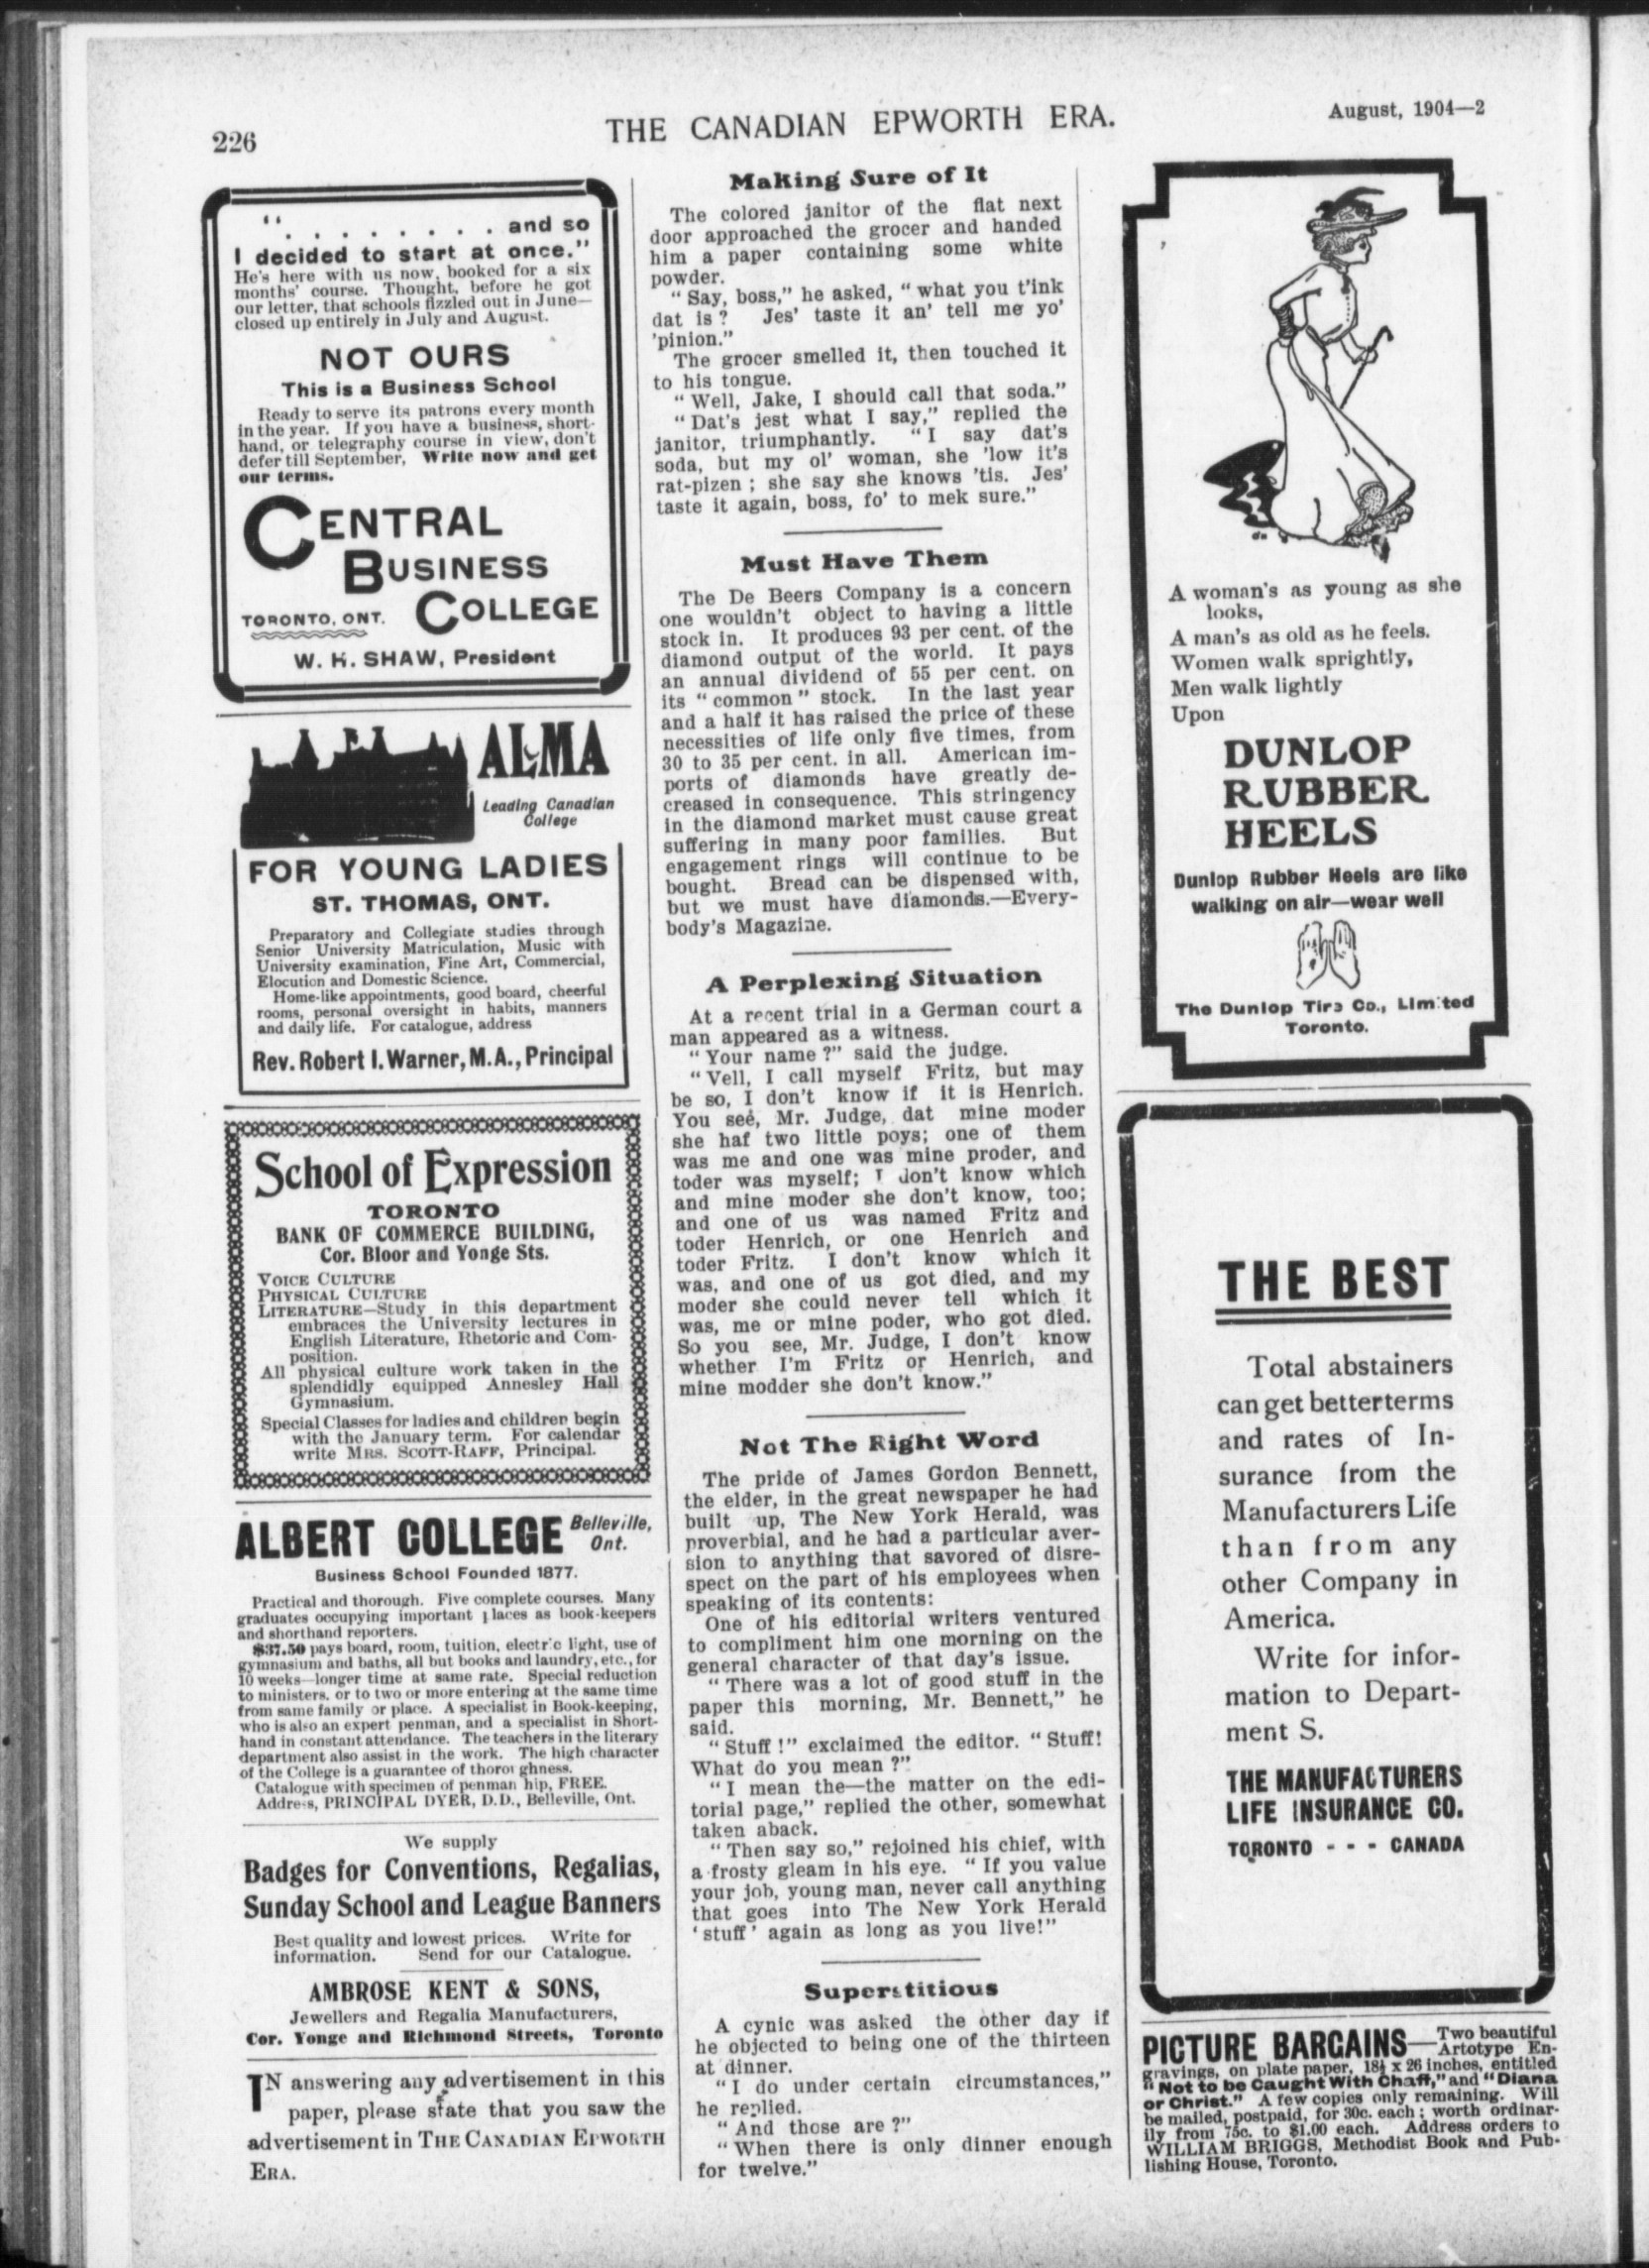 226
THE CANADIAN EPWORTH ERA.
August, 1904—2
". . . . . . . . . and so
I decided to start at once."
He's here with us now, booked for a six
months' course. Thought, before he got
our letter, that schools fizzled out in June—
closed up entirely in July and August.
NOT OURS
This is a Business School
Ready to serve its patrons every month
in the year. If you have a business, short-
hand, or telegraphy course in view, don't
defer till September, Write now and get
our terms.
CENTRAL
BUSINESS
TORONTO, ONT. COLLEGE
W. H. SHAW, President
ALMA
Leading Canadian
College
FOR YOUNG LADIES
ST. THOMAS, ONT.
Preparatory and Collegiate studies through
Senior University Matriculation, Music with
University examination, Fine Art, Commercial,
Elocution and Domestic Science.
Home-like appointments, good board, cheerful
rooms, personal oversight in habits, manners
and daily life. For catalogue, address
Rev. Robert I. Warner, M.A., Principal
School of Expression
TORONTO
BANK OF COMMERCE BUILDING,
Cor. Bloor and Yonge Sts.
VOICE CULTURE
PHYSICAL CULTURE
LITERATURE—Study in this department
embraces the University lectures in
English Literature, Rhetoric and Com-
position.
All physical culture work taken in the
splendidly equipped Annesley Hall
Gymnasium.
Special Classes for ladies and children begin
with the January term. For calendar
write MRS. SCOTT-RAFF, Principal.
ALBERT COLLEGE Belleville,
Ont.
Business School Founded 1877.
Practical and thorough. Five complete courses. Many
graduates occupying important places as book-keepers
and shorthand reporters.
$37.50 pays board, room, tuition, electric light, use of
gymnasium and baths, all but books and laundry, etc., for
10 weeks—longer time at same rate. Special reduction
to ministers, or to two or more entering at the same time
from same family or place. A specialist in Book-keeping,
who is also an expert penman, and a specialist in Short-
hand in constant attendance. The teachers in the literary
department also assist in the work. The high character
of the College is a guarantee of thoroughness.
Catalogue with specimen of penmanship, FREE.
Address, PRINCIPAL DYER, D.D., Belleville, Ont.
We supply
Badges for Conventions, Regalias,
Sunday School and League Banners
Best quality and lowest prices. Write for
information. Send for our Catalogue.
AMBROSE KENT & SONS,
Jewellers and Regalia Manufacturers,
Cor. Yonge and Richmond Streets, Toronto
IN answering any advertisement in this
paper, please state that you saw the
advertisement in THE CANADIAN EPWORTH
ERA.
Making Sure of It
The colored janitor of the flat next
door approached the grocer and handed
him a paper containing some white
powder.
"Say, boss," he asked, "what you t'ink
dat is? Jes' taste it an' tell me yo'
'pinion."
The grocer smelled it, then touched it
to his tongue.
"Well, Jake, I should call that soda."
"Dat's jest what I say," replied the
janitor, triumphantly. "I say dat's
soda, but my ol' woman, she 'low it's
rat-pizen; she say she knows 'tis. Jes'
taste it again, boss, fo' to mek sure."
Must Have Them
The De Beers Company is a concern
one wouldn't object to having a little
stock in. It produces 93 per cent. of the
diamond output of the world. It pays
an annual dividend of 55 per cent. on
its "common" stock. In the last year
and a half it has raised the price of these
necessities of life only five times, from
30 to 35 per cent. in all. American im-
ports of diamonds have greatly de-
creased in consequence. This stringency
in the diamond market must cause great
suffering in many poor families. But
engagement rings will continue to be
bought. Bread can be dispensed with,
but we must have diamonds.—Every-
body's Magazine.
A Perplexing Situation
At a recent trial in a German court a
man appeared as a witness.
"Your name?" said the judge.
"Vell, I call myself Fritz, but may
be so, I don't know if it is Henrich.
You see, Mr. Judge, dat mine moder
she haf two little poys; one of them
was me and one was mine proder, and
toder was myself; I don't know which
and mine moder she don't know, too;
and one of us was named Fritz and
toder Henrich, or one Henrich and
toder Fritz. I don't know which it
was, and one of us got died, and my
moder she could never tell which it
was, me or mine poder, who got died.
So you see, Mr. Judge, I don't know
whether I'm Fritz or Henrich, and
mine modder she don't know."
Not The Right Word
The pride of James Gordon Bennett,
the elder, in the great newspaper he had
built up, The New York Herald, was
proverbial, and he had a particular aver-
sion to anything that savored of disre-
spect on the part of his employees when
speaking of its contents:
One of his editorial writers ventured
to compliment him one morning on the
general character of that day's issue.
"There was a lot of good stuff in the
paper this morning, Mr. Bennett," he
said.
"Stuff!" exclaimed the editor. "Stuff!
What do you mean?"
"I mean the—the matter on the edi-
torial page," replied the other, somewhat
taken aback.
"Then say so," rejoined his chief, with
a frosty gleam in his eye. "If you value
your job, young man, never call anything
that goes into The New York Herald
'stuff' again as long as you live!"
Superstitious
A cynic was asked the other day if
he objected to being one of the thirteen
at dinner.
"I do under certain circumstances,"
he replied.
"And those are?"
"When there is only dinner enough
for twelve."
A woman's as young as she
looks,
A man's as old as he feels.
Women walk sprightly,
Men walk lightly
Upon
DUNLOP
RUBBER
HEELS
Dunlop Rubber Heels are like
walking on air—wear well
The Dunlop Tire Co., Limited
Toronto.
THE BEST
Total abstainers
can get better terms
and rates of In-
surance from the
Manufacturers Life
than from any
other Company in
America.
Write for infor-
mation to Depart-
ment S.
THE MANUFACTURERS
LIFE INSURANCE CO.
TORONTO - - - CANADA
PICTURE BARGAINS—Two beautiful
Artotype En-
gravings, on plate paper, 18½ x 26 inches, entitled
"Not to be Caught With Chaff," and "Diana
or Christ." A few copies only remaining. Will
be mailed, postpaid, for 30c. each; worth ordinar-
ily from 75c. to $1.00 each. Address orders to
WILLIAM BRIGGS, Methodist Book and Pub-
lishing House, Toronto.